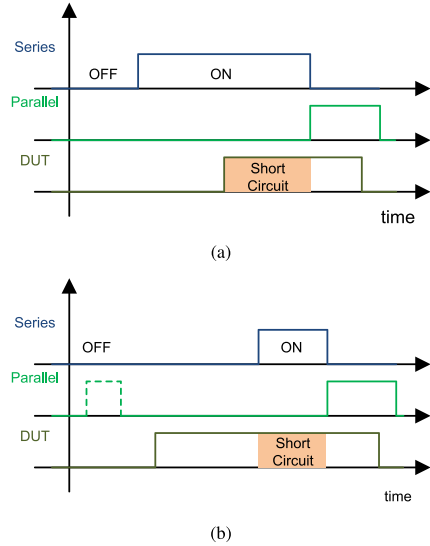 Series
OFF
ON
Parallel
DUT
Short
Circuit
time
(a)
Series
OFF
ON
Parallel
DUT
Short
Circuit
time
(b)